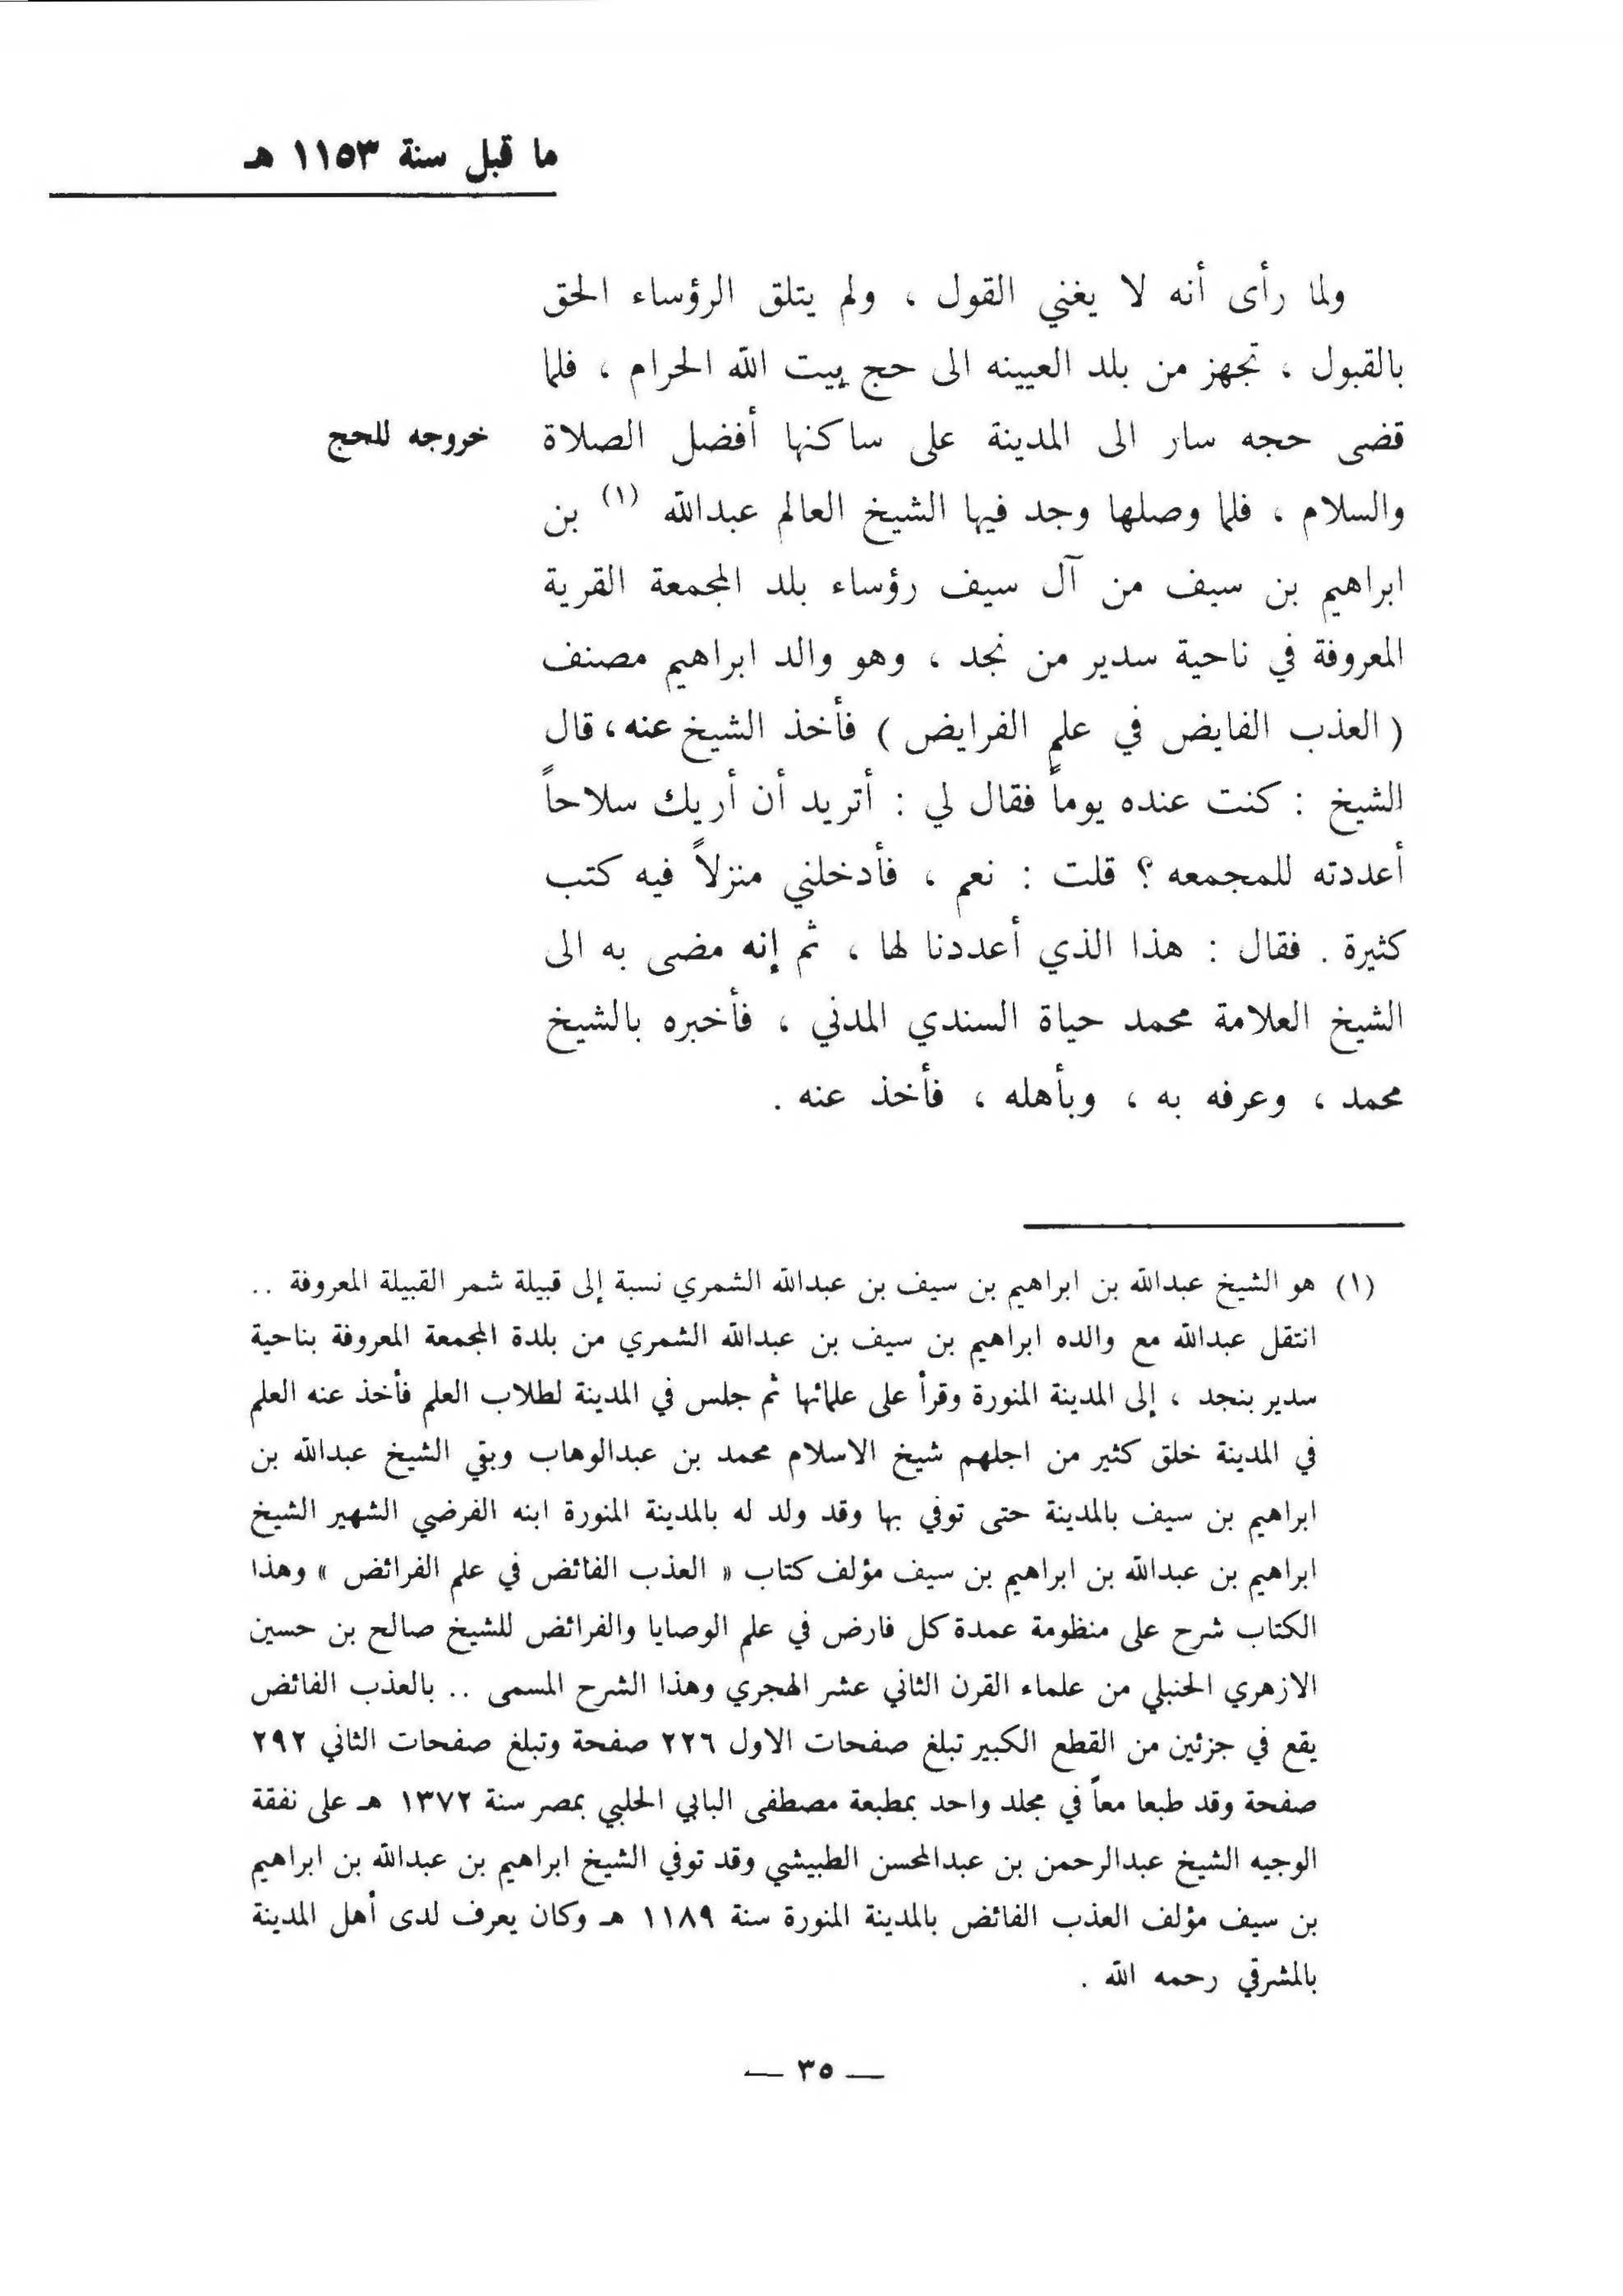 ما قبل سنة ١١٥٣ هـ
ولما رأى أنه لا يغني القول ، ولم يتلق الرؤساء الحق
بالقبول ، تجهز من بلد العيينه الى حج بيت الله الحرام ، فلما
قضى حجه سار الى المدينة على ساكنها أفضل الصلاة
خروجه للحج
والسلام ، فلما وصلها وجد فيها الشيخ العالم عبدالله (١) بن
ابراهيم بن سيف من آل سيف رؤساء بلد المجمعة القرية
المعروفة في ناحية سدير من نجد ، وهو والد ابراهيم مصنف
( العذب الفايض في علم الفرايض ) فأخذ الشيخ عنه ، قال
الشيخ : كنت عنده يوماً فقال لي : أتريد أن أريك سلاحاً
أعددته للمجمعه ؟ قلت : نعم ، فأدخلني منزلاً فيه كتب
كثيرة . فقال : هذا الذي أعددنا لها ، ثم إنه مضى به الى
الشيخ العلامة محمد حياة السندي المدني ، فأخبره بالشيخ
محمد ، وعرفه به ، وبأهله ، فأخذ عنه .
(١) هو الشيخ عبدالله بن ابراهيم بن سيف بن عبدالله الشمري نسبة إلى قبيلة شمر القبيلة المعروفة ..
انتقل عبدالله مع والده ابراهيم بن سيف بن عبدالله الشمري من بلدة المجمعة المعروفة بناحية
سدير بنجد ، إلى المدينة المنورة وقرأ على علمائها ثم جلس في المدينة لطلاب العلم فأخذ عنه العلم
في المدينة خلق كثير من اجلهم شيخ الاسلام محمد بن عبدالوهاب وبقي الشيخ عبدالله بن
ابراهيم بن سيف بالمدينة حتى توفي بها وقد ولد له بالمدينة المنورة ابنه الفرضي الشهير الشيخ
ابراهيم بن عبدالله بن ابراهيم بن سيف مؤلف كتاب « العذب الفائض في علم الفرائض » وهذا
الكتاب شرح على منظومة عمدة كل فارض في علم الوصايا والفرائض للشيخ صالح بن حسين
الازهري الحنبلي من علماء القرن الثاني عشر الهجري وهذا الشرح المسمى .. بالعذب الفائض
يقع في جزئين من القطع الكبير تبلغ صفحات الاول ٢٢٦ صفحة وتبلغ صفحات الثاني ٢٩٢
صفحة وقد طبعا معاً في مجلد واحد بمطبعة مصطفى البابي الحلبي بمصر سنة ١٣٧٢ هـ على نفقة
الوجيه الشيخ عبدالرحمن بن عبدالمحسن الطبيشي وقد توفي الشيخ ابراهيم بن عبدالله بن ابراهيم
بن سيف مؤلف العذب الفائض بالمدينة المنورة سنة ١١٨٩ هـ وكان يعرف لدى أهل المدينة
بالمشرقي رحمه الله .
— ٣٥ —